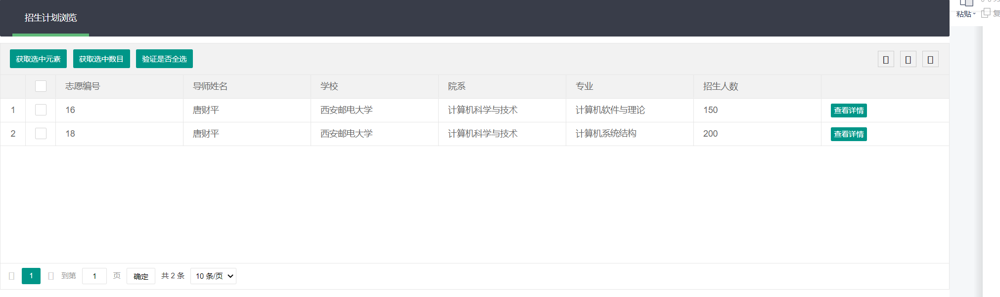 招生计划浏览
粘贴
复
获取选中元素 获取选中数目 验证是否全选
志愿编号 导师姓名 学校 院系 专业 招生人数
1 16 唐财平 西安邮电大学 计算机科学与技术 计算机软件与理论 150 查看详情
2 18 唐财平 西安邮电大学 计算机科学与技术 计算机系统结构 200 查看详情
1 到第 1 页 确定 共 2 条 10 条/页